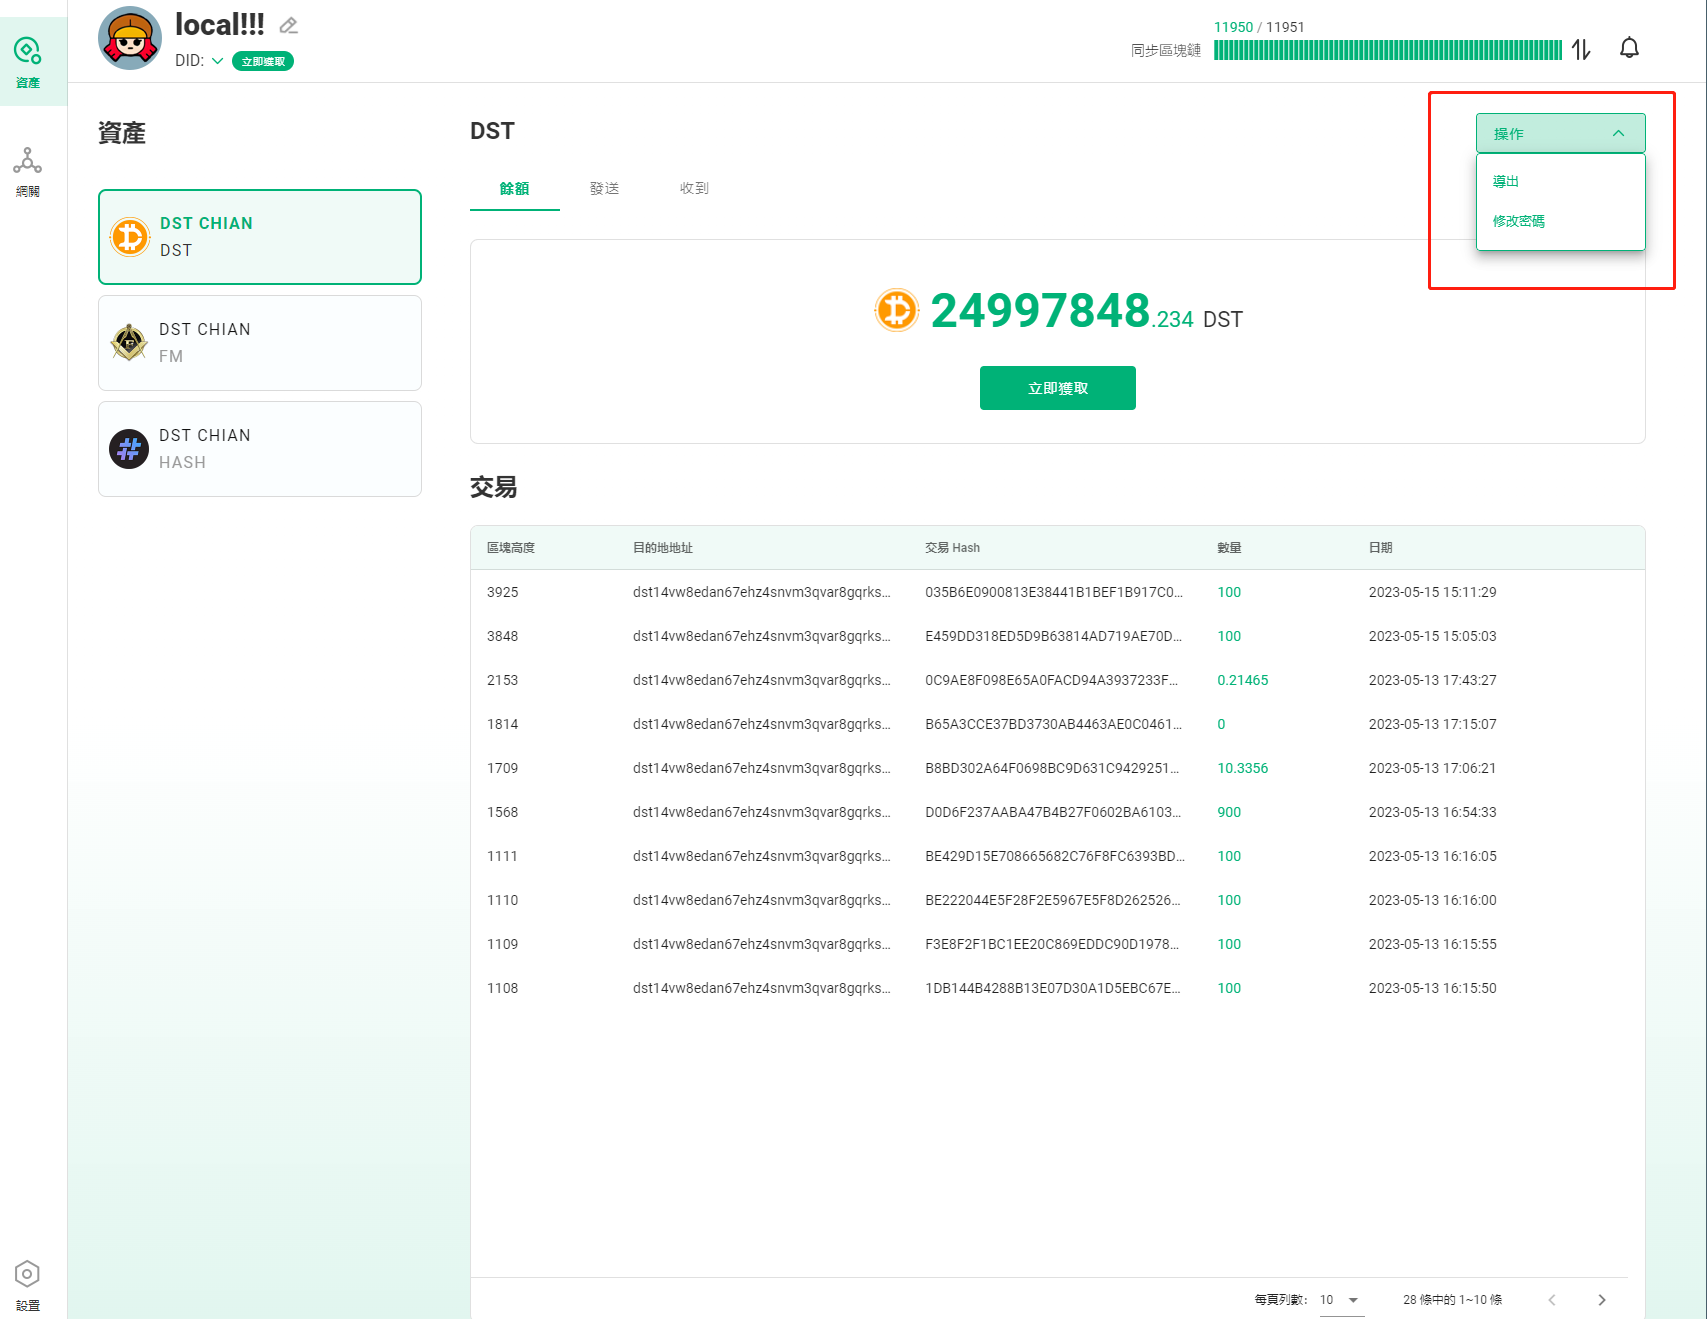 local!!!
DID:
立即獲取
11950 / 11951
同步區塊鏈
資產
網關
設置
資產
DST CHIAN
DST
DST CHIAN
FM
DST CHIAN
HASH
DST
操作
導出
修改密碼
餘額 發送 收到
24997848.234 DST
立即獲取
交易
區塊高度 目的地地址 交易 Hash 數量 日期
3925 dst14vw8edan67ehz4snvm3qvar8gqrks... 035B6E0900813E38441B1BEF1B917C0... 100 2023-05-15 15:11:29
3848 dst14vw8edan67ehz4snvm3qvar8gqrks... E459DD318ED5D9B63814AD719AE70D... 100 2023-05-15 15:05:03
2153 dst14vw8edan67ehz4snvm3qvar8gqrks... 0C9AE8F098E65A0FACD94A3937233F... 0.21465 2023-05-13 17:43:27
1814 dst14vw8edan67ehz4snvm3qvar8gqrks... B65A3CCE37BD3730AB4463AE0C0461... 0 2023-05-13 17:15:07
1709 dst14vw8edan67ehz4snvm3qvar8gqrks... B8BD302A64F0698BC9D631C9429251... 10.3356 2023-05-13 17:06:21
1568 dst14vw8edan67ehz4snvm3qvar8gqrks... D0D6F237AABA47B4B27F0602BA6103... 900 2023-05-13 16:54:33
1111 dst14vw8edan67ehz4snvm3qvar8gqrks... BE429D15E708665682C76F8FC6393BD... 100 2023-05-13 16:16:05
1110 dst14vw8edan67ehz4snvm3qvar8gqrks... BE222044E5F28F2E5967E5F8D262526... 100 2023-05-13 16:16:00
1109 dst14vw8edan67ehz4snvm3qvar8gqrks... F3E8F2F1BC1EE20C869EDDC90D1978... 100 2023-05-13 16:15:55
1108 dst14vw8edan67ehz4snvm3qvar8gqrks... 1DB144B4288B13E07D30A1D5EBC67E... 100 2023-05-13 16:15:50
每頁列數: 10 28 條中的 1~10 條